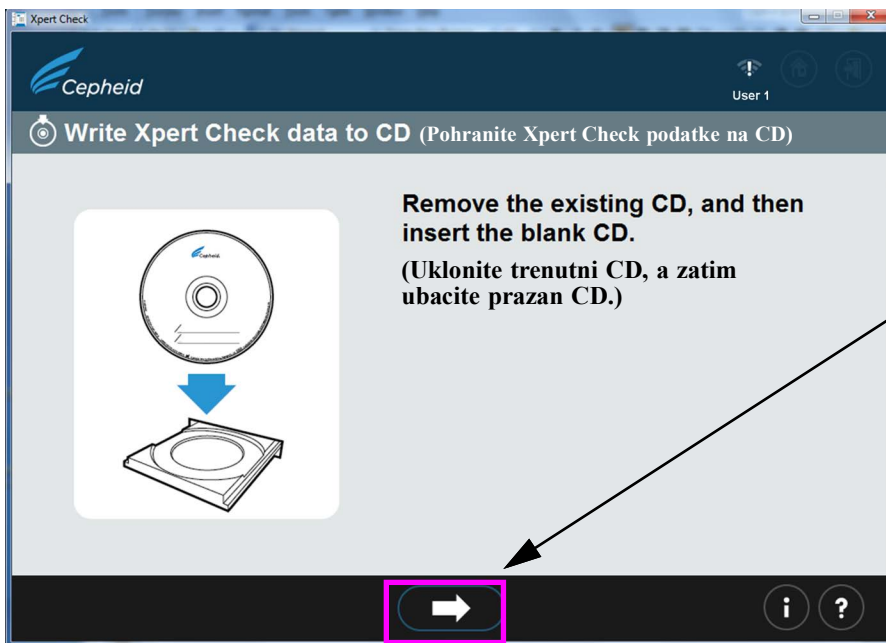 Xpert Check
Cepheid
User 1
Write Xpert Check data to CD (Pohranite Xpert Check podatke na CD)
Remove the existing CD, and then
insert the blank CD.
(Uklonite trenutni CD, a zatim
ubacite prazan CD.)
Cepheid
i ?